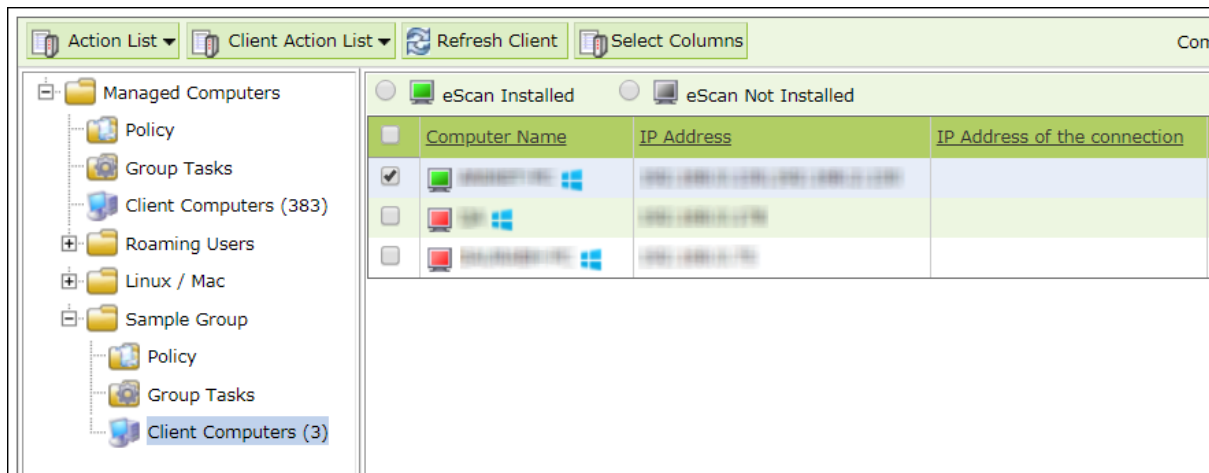 Action List Client Action List Refresh Client Select Columns Com
Managed Computers
Policy
Group Tasks
Client Computers (383)
Roaming Users
Linux / Mac
Sample Group
Policy
Group Tasks
Client Computers (3)
eScan Installed eScan Not Installed
Computer Name IP Address IP Address of the connection